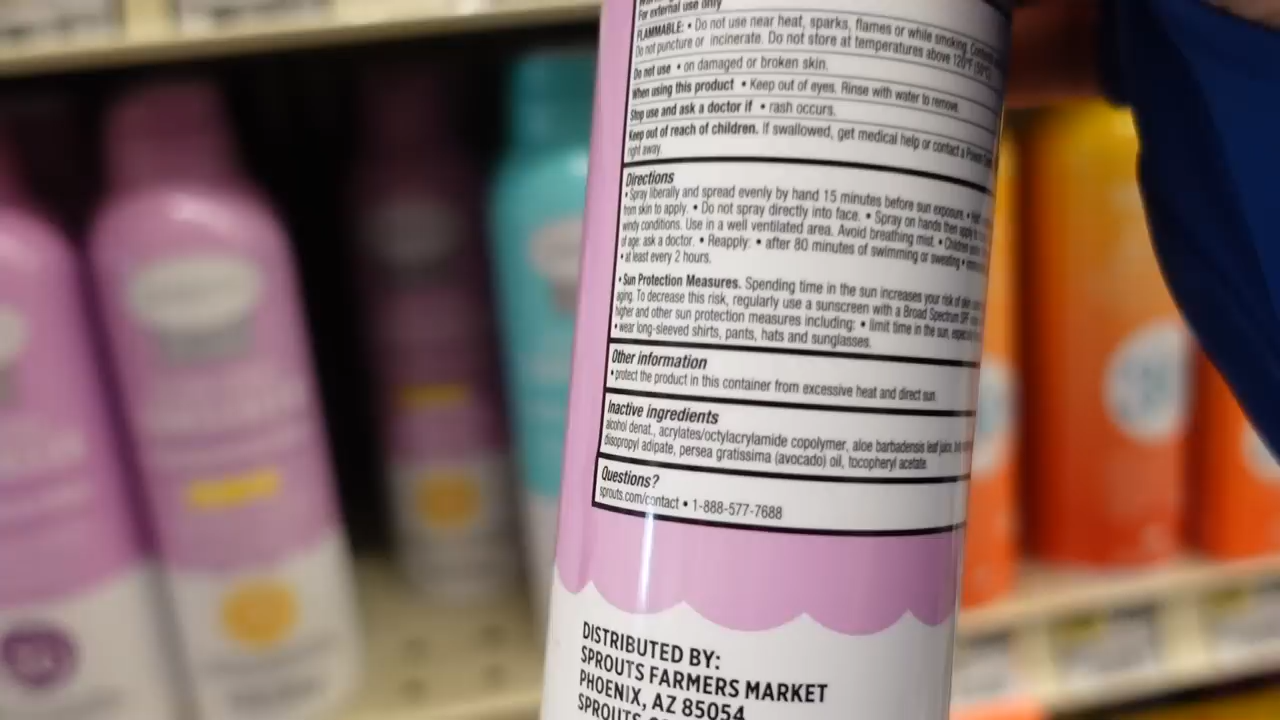 For external use only
FLAMMABLE: • Do not use near heat, sparks, flames or while smoking. Contents
Do not puncture or incinerate. Do not store at temperatures above 120°F (50°C)
Do not use • on damaged or broken skin.
When using this product • Keep out of eyes. Rinse with water to remove.
Stop use and ask a doctor if • rash occurs.
Keep out of reach of children. If swallowed, get medical help or contact a Poison
right away.
Directions
• Spray liberally and spread evenly by hand 15 minutes before sun exposure. •
from skin to apply. • Do not spray directly into face. • Spray on hands then apply
windy conditions. Use in a well ventilated area. Avoid breathing mist. • Children
of age: ask a doctor. • Reapply: • after 80 minutes of swimming or sweating •
• at least every 2 hours.
• Sun Protection Measures. Spending time in the sun increases your risk of skin
aging. To decrease this risk, regularly use a sunscreen with a Broad Spectrum SPF
higher and other sun protection measures including: • limit time in the sun,
• wear long-sleeved shirts, pants, hats and sunglasses.
Other information
• protect the product in this container from excessive heat and direct sun.
Inactive ingredients
alcohol denat., acrylates/octylacrylamide copolymer, aloe barbadensis leaf juice,
diisopropyl adipate, persea gratissima (avocado) oil, tocopheryl acetate
Questions?
sprouts.com/contact • 1-888-577-7688
DISTRIBUTED BY:
SPROUTS FARMERS MARKET
PHOENIX, AZ 85054